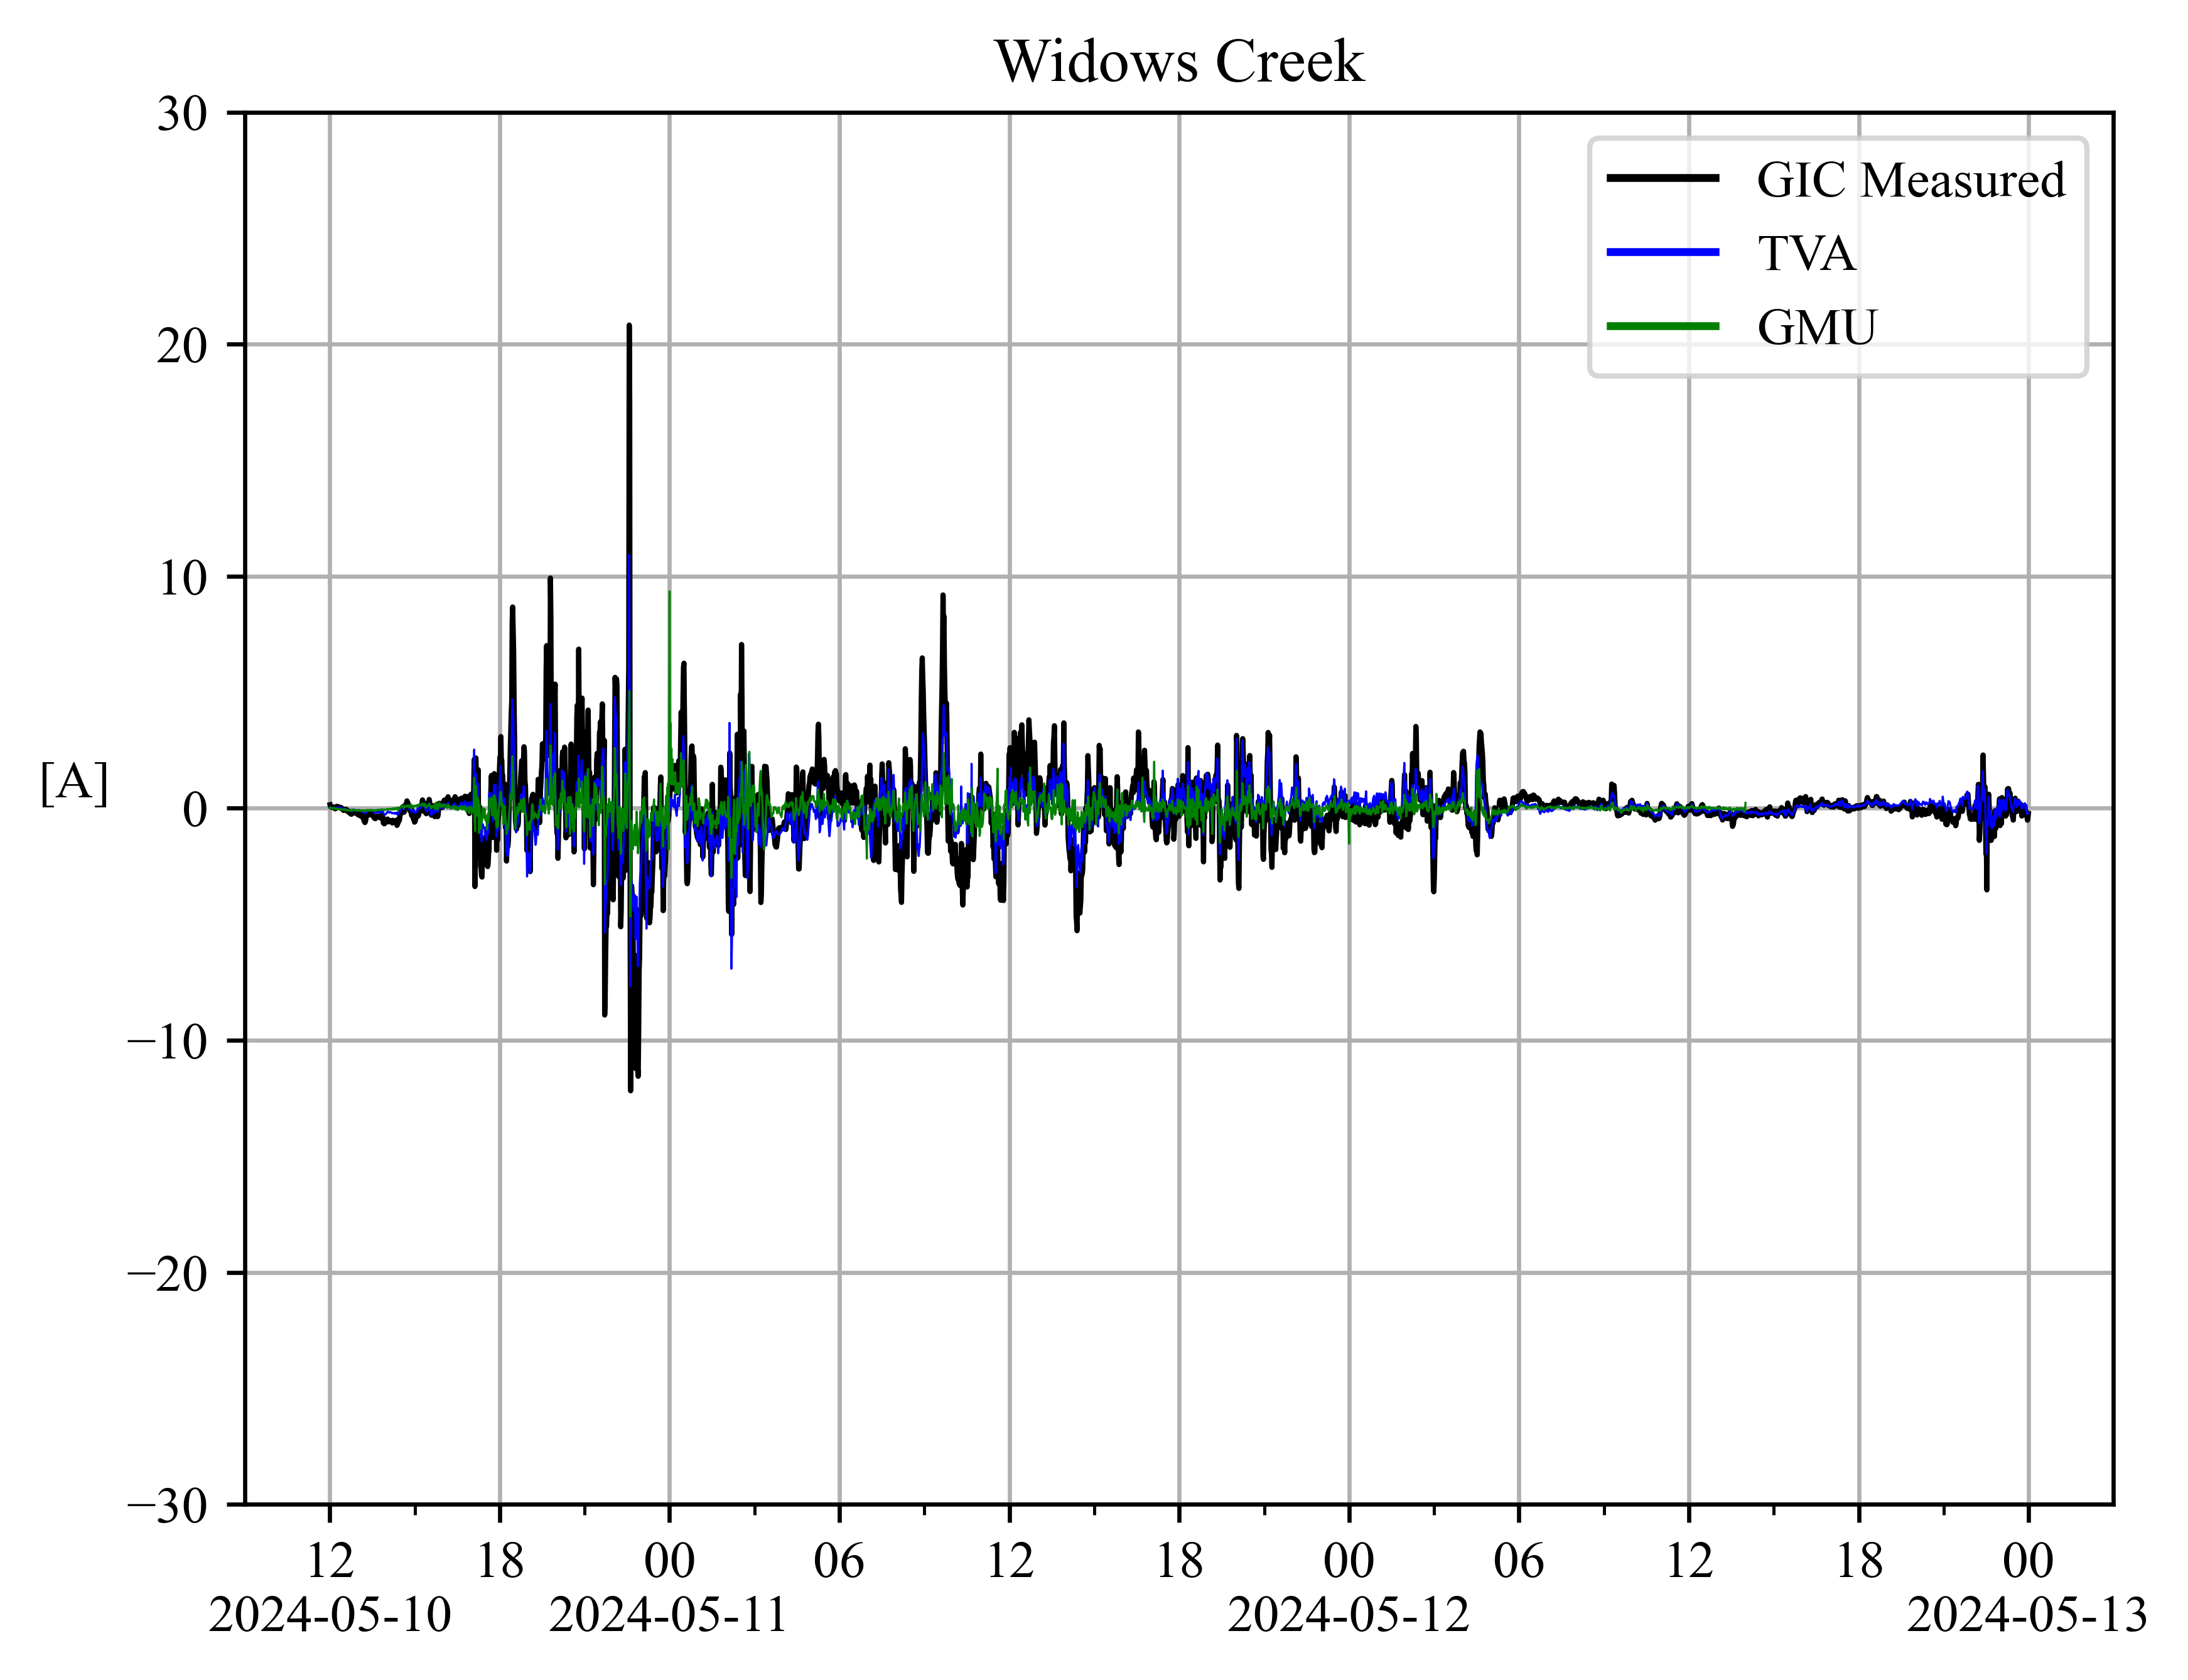 Widows Creek
30
20
10
0
−10
−20
−30
[A]
GIC Measured
TVA
GMU
12 18 00 06 12 18 00 06 12 18 00
2024-05-10 2024-05-11 2024-05-12 2024-05-13